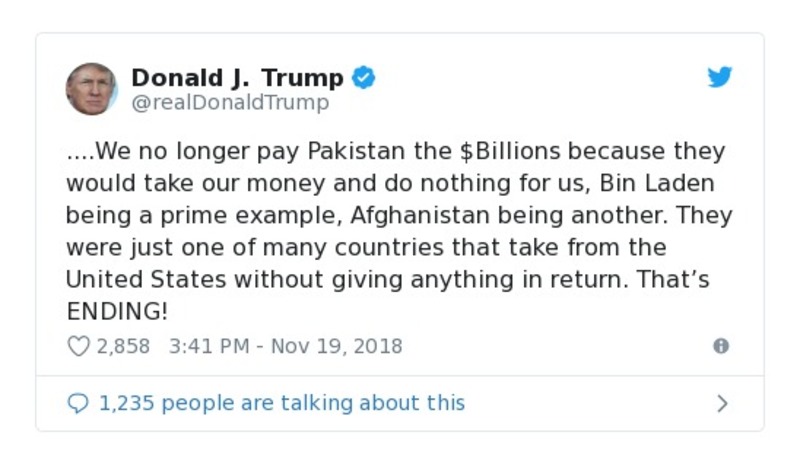 Donald J. Trump
@realDonaldTrump
....We no longer pay Pakistan the $Billions because they
would take our money and do nothing for us, Bin Laden
being a prime example, Afghanistan being another. They
were just one of many countries that take from the
United States without giving anything in return. That’s
ENDING!
2,858 3:41 PM - Nov 19, 2018
1,235 people are talking about this